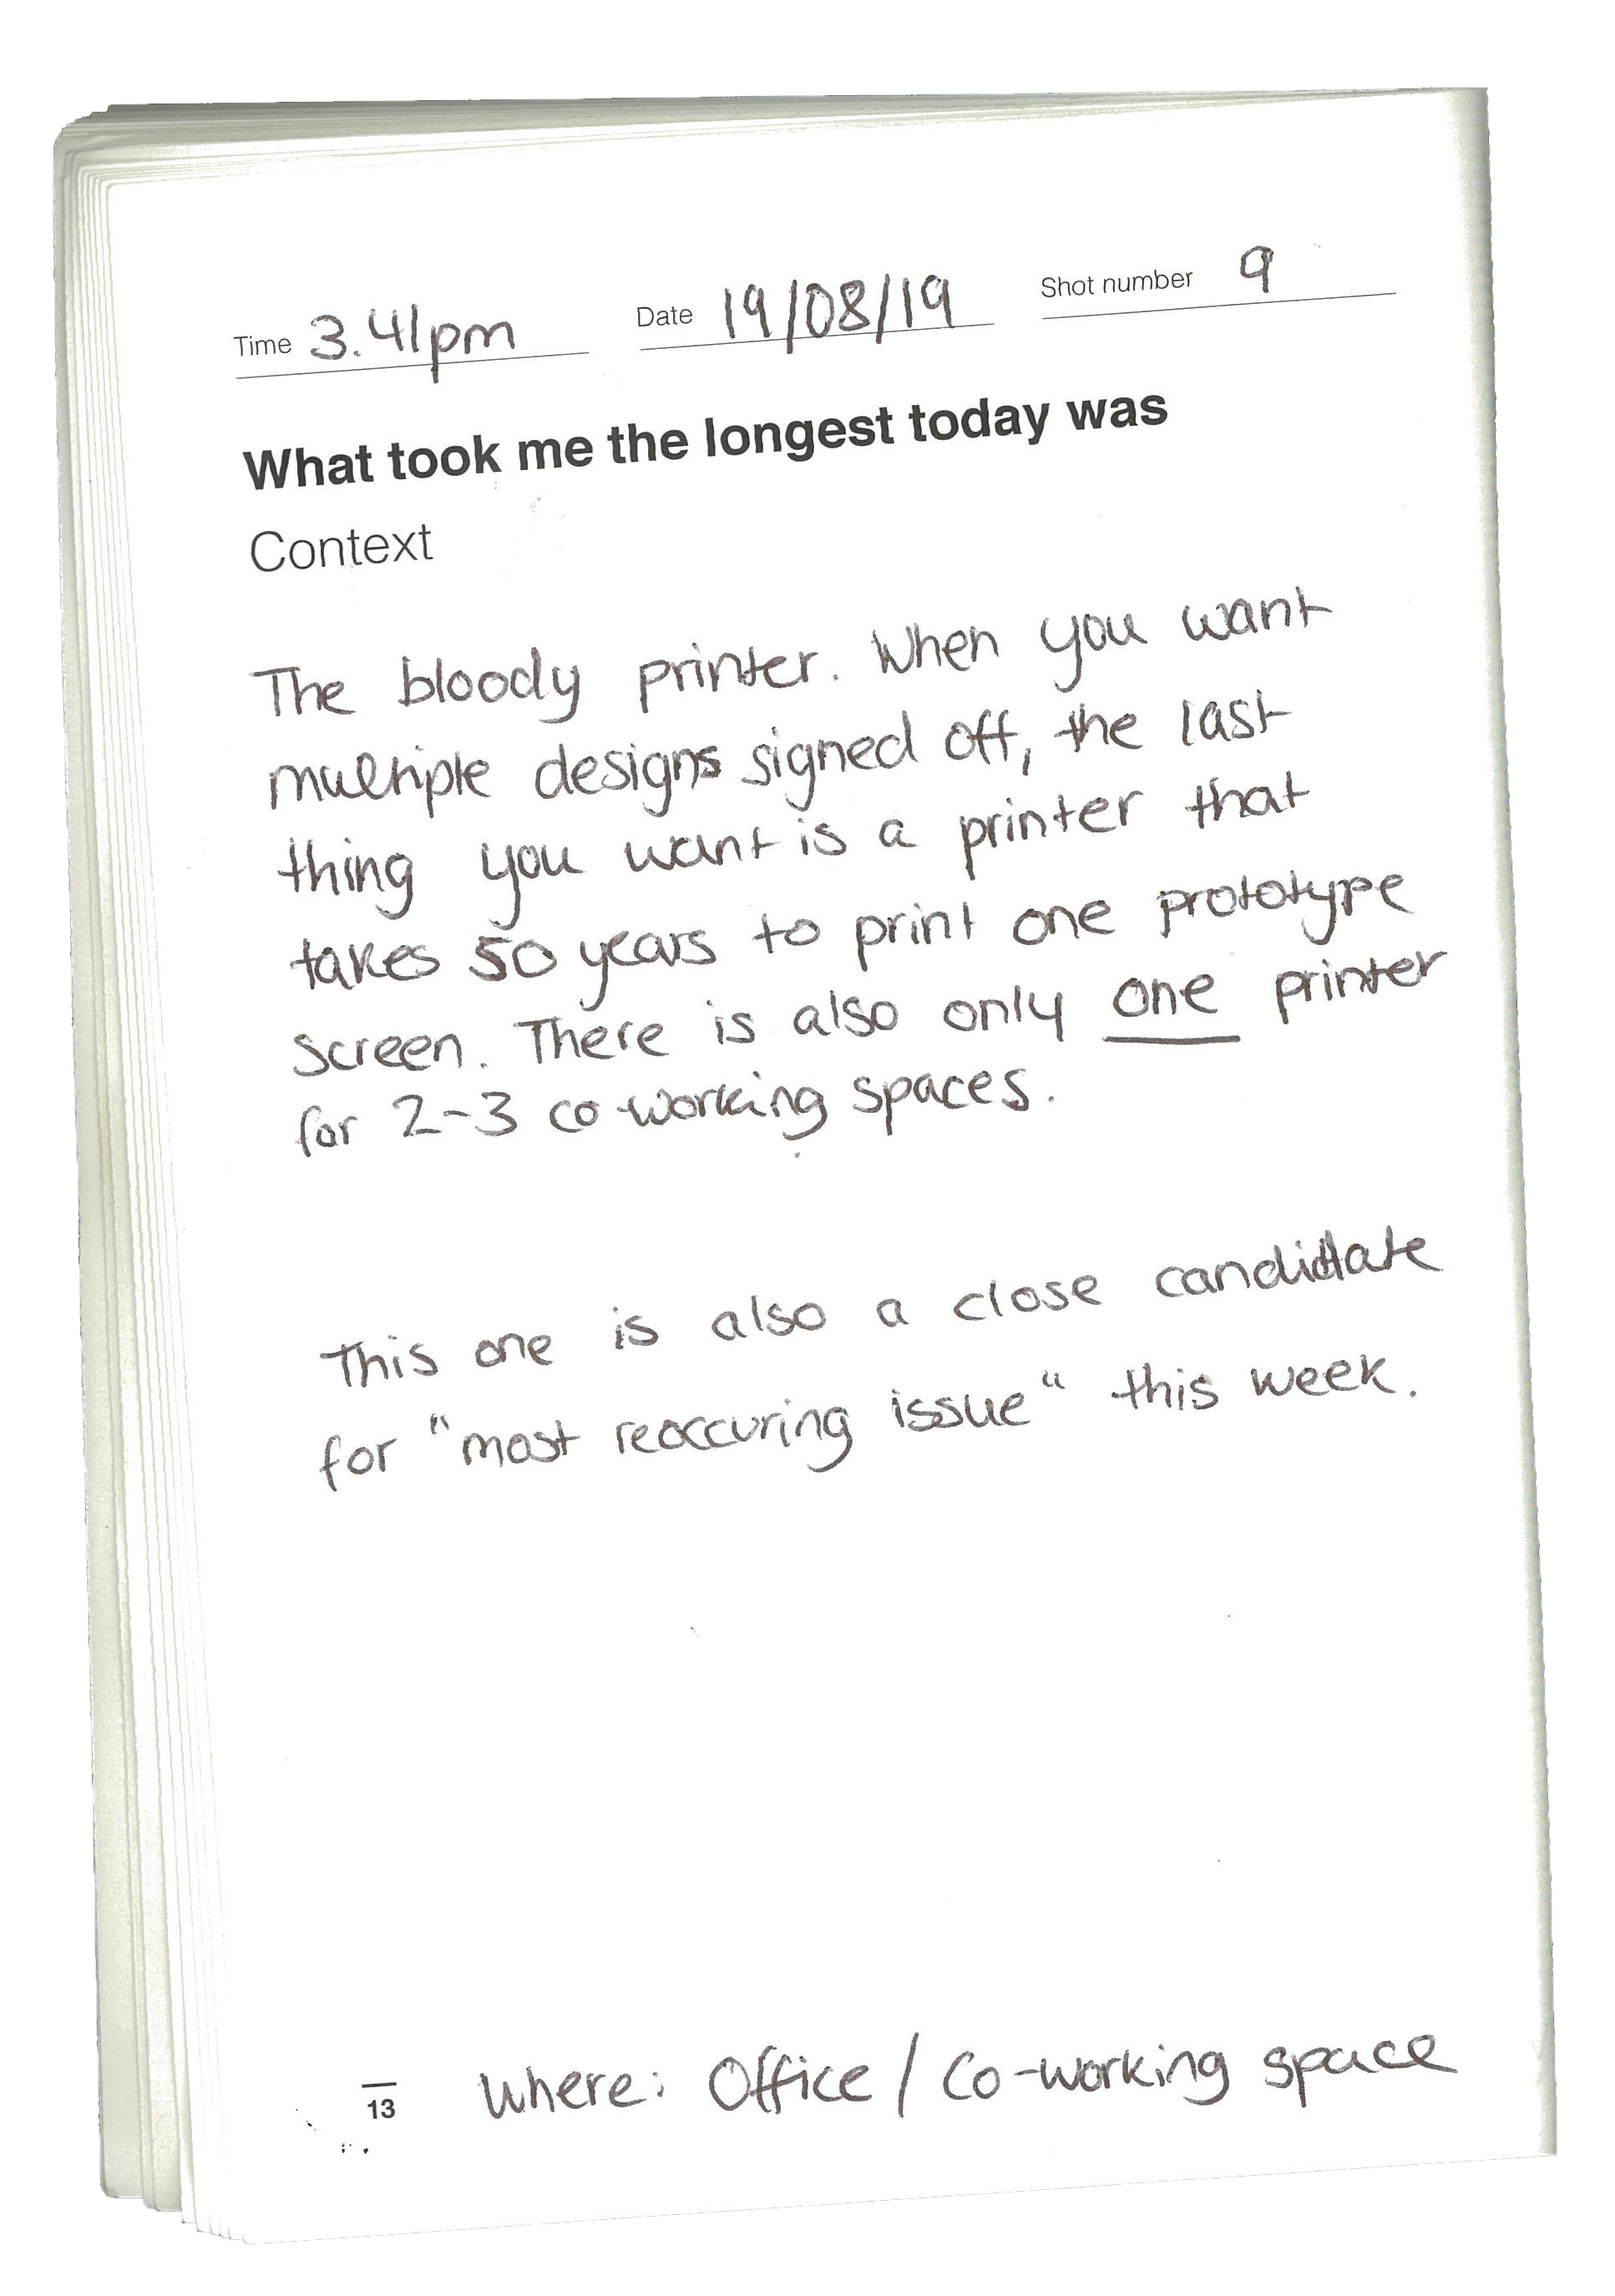 Time 3.41pm Date 19/08/19 Shot number 9
What took me the longest today was
Context
The bloody printer. When you want
multiple designs signed off, the last
thing you want is a printer that
takes 50 years to print one prototype
screen. There is also only one printer
for 2-3 co-working spaces.
This one is also a close candidate
for "most reoccuring issue" this week.
13
Where: Office / Co-working space